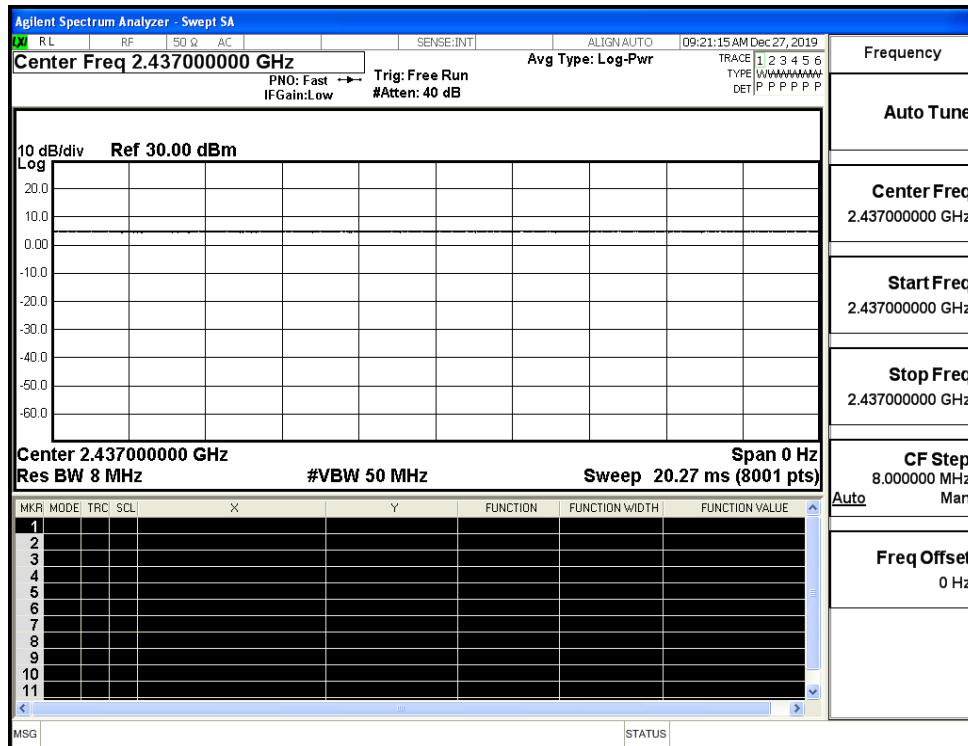 Agilent Spectrum Analyzer - Swept SA
LXI RL RF 50 Ω AC SENSE:INT ALIGN AUTO 09:21:15 AM Dec 27, 2019
Center Freq 2.437000000 GHz
PNO: Fast
IFGain:Low
Trig: Free Run
#Atten: 40 dB
Avg Type: Log-Pwr
TRACE 1 2 3 4 5 6
TYPE
DET P P P P P P
10 dB/div Ref 30.00 dBm
Log
20.0
10.0
0.00
-10.0
-20.0
-30.0
-40.0
-50.0
-60.0
Center 2.437000000 GHz Span 0 Hz
Res BW 8 MHz #VBW 50 MHz Sweep 20.27 ms (8001 pts)
MKR MODE TRC SCL X Y FUNCTION FUNCTION WIDTH FUNCTION VALUE
1
2
3
4
5
6
7
8
9
10
11
MSG STATUS
Frequency
Auto Tune
Center Freq
2.437000000 GHz
Start Freq
2.437000000 GHz
Stop Freq
2.437000000 GHz
CF Step
8.000000 MHz
Auto Man
Freq Offset
0 Hz